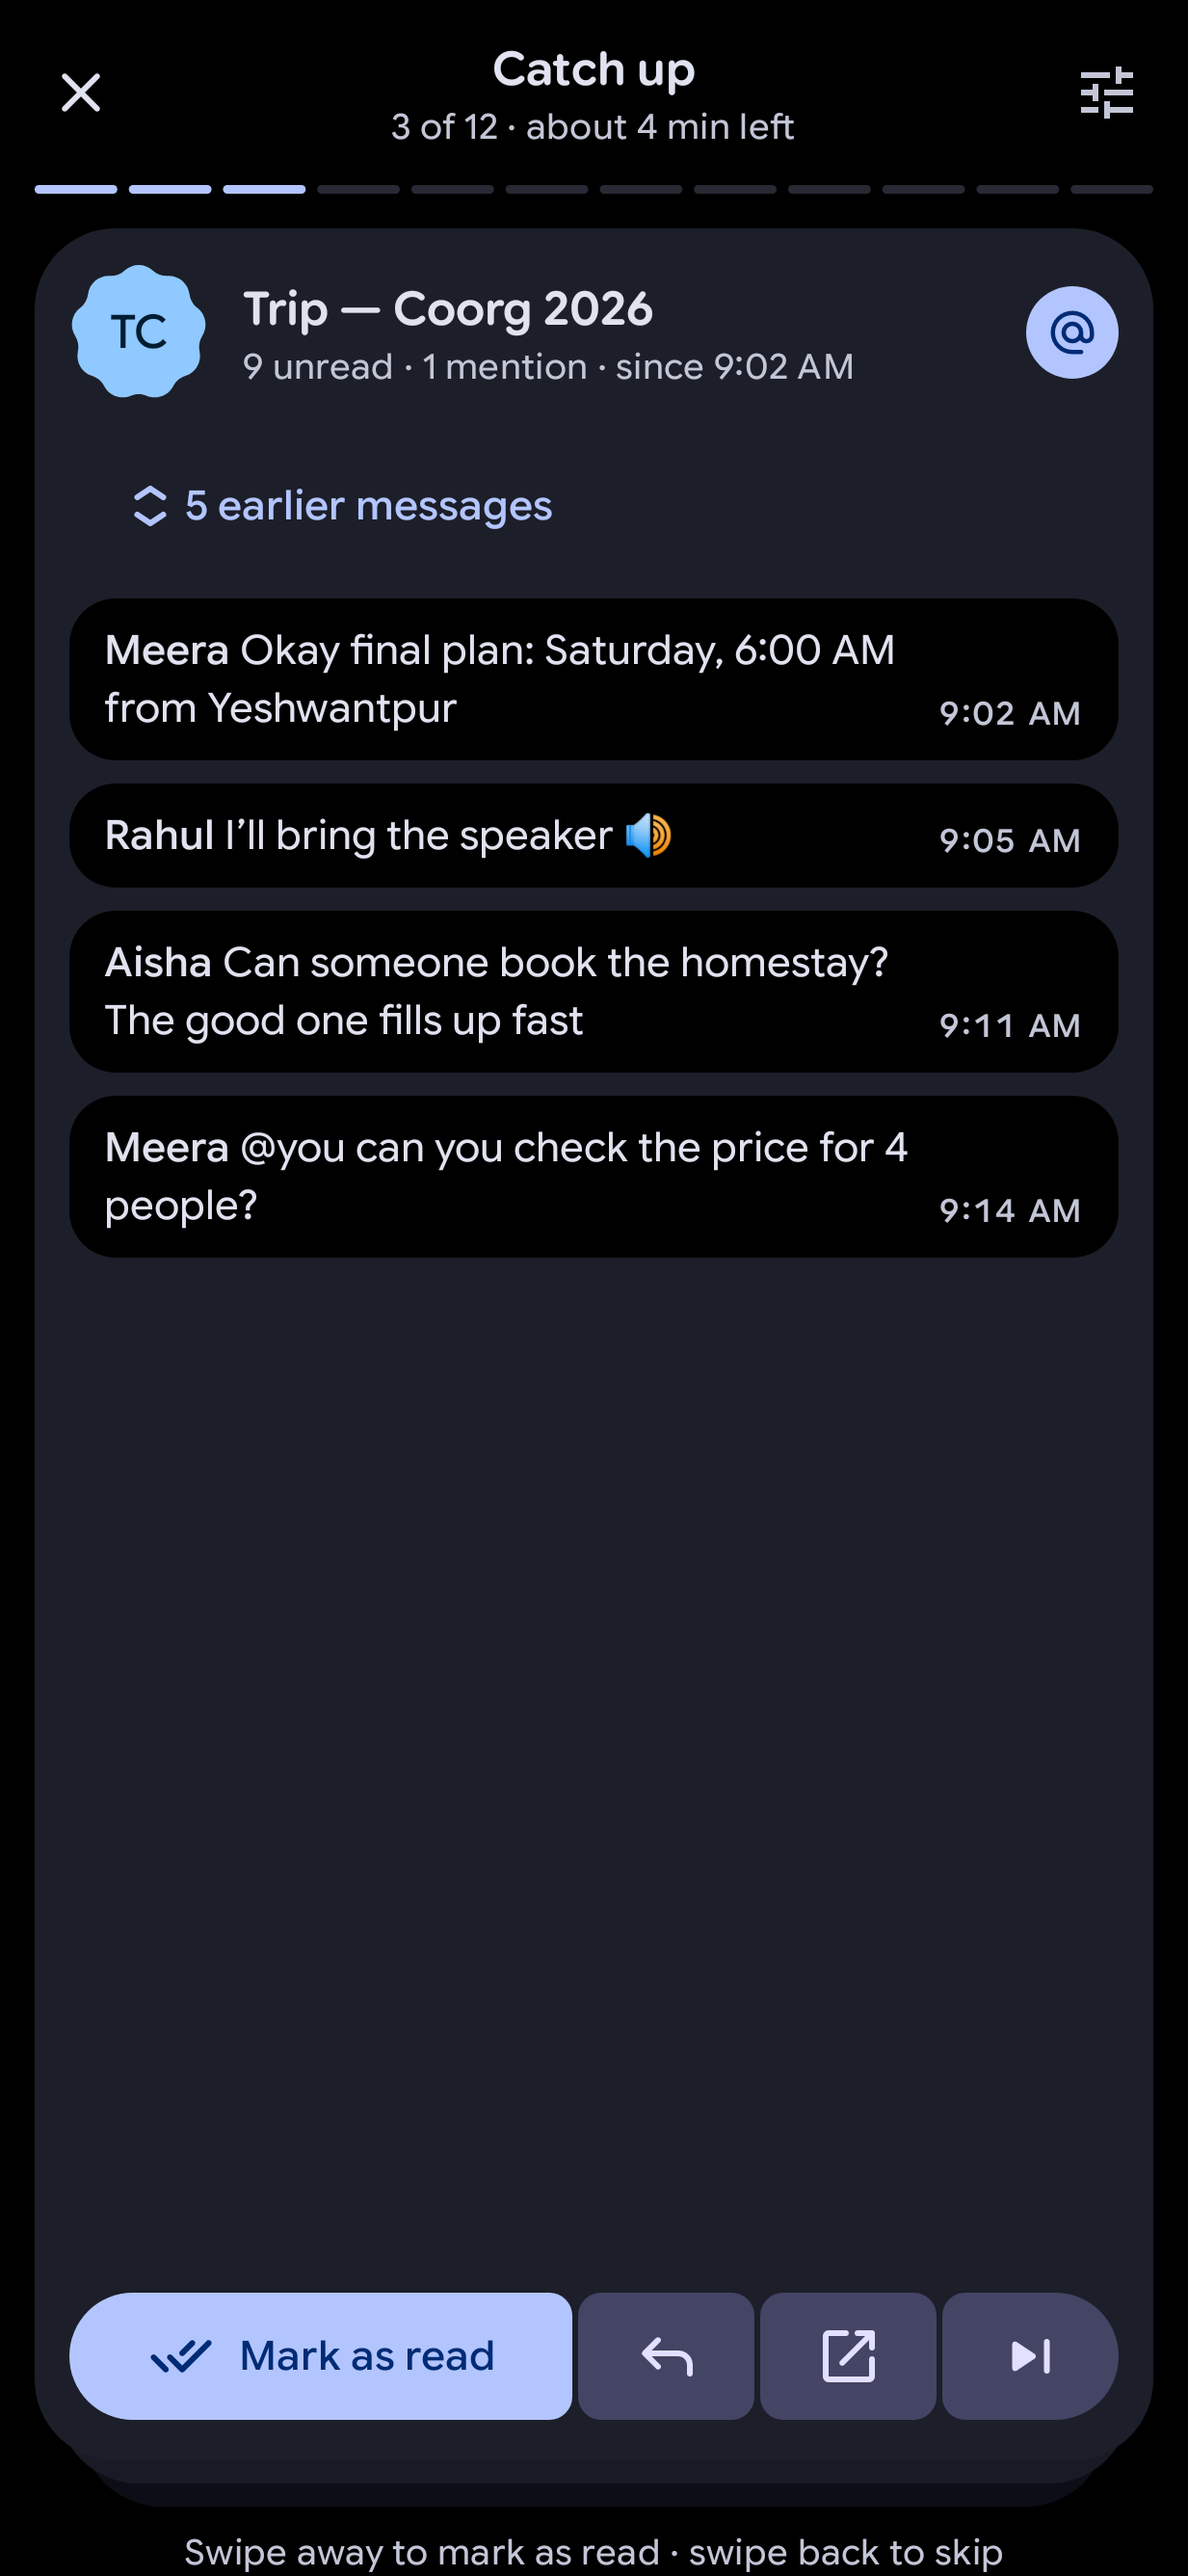 Catch up
3 of 12 · about 4 min left
TC
Trip — Coorg 2026
9 unread · 1 mention · since 9:02 AM
5 earlier messages
Meera Okay final plan: Saturday, 6:00 AM
from Yeshwantpur
9:02 AM
Rahul I’ll bring the speaker 🔊
9:05 AM
Aisha Can someone book the homestay?
The good one fills up fast
9:11 AM
Meera @you can you check the price for 4
people?
9:14 AM
Mark as read
Swipe away to mark as read · swipe back to skip